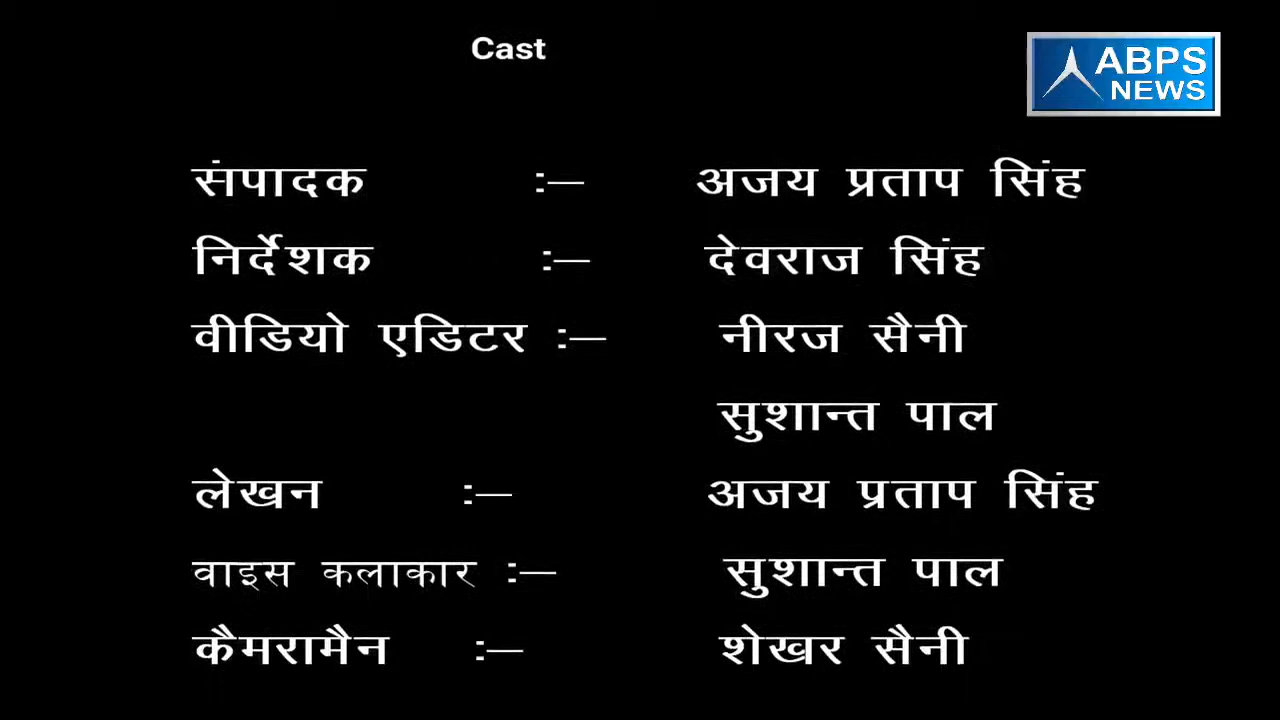 Cast
ABPS
NEWS
संपादक :— अजय प्रताप सिंह
निर्देशक :— देवराज सिंह
वीडियो एडिटर :— नीरज सैनी
सुशान्त पाल
लेखन :— अजय प्रताप सिंह
वाइस कलाकार :— सुशान्त पाल
कैमरामैन :— शेखर सैनी